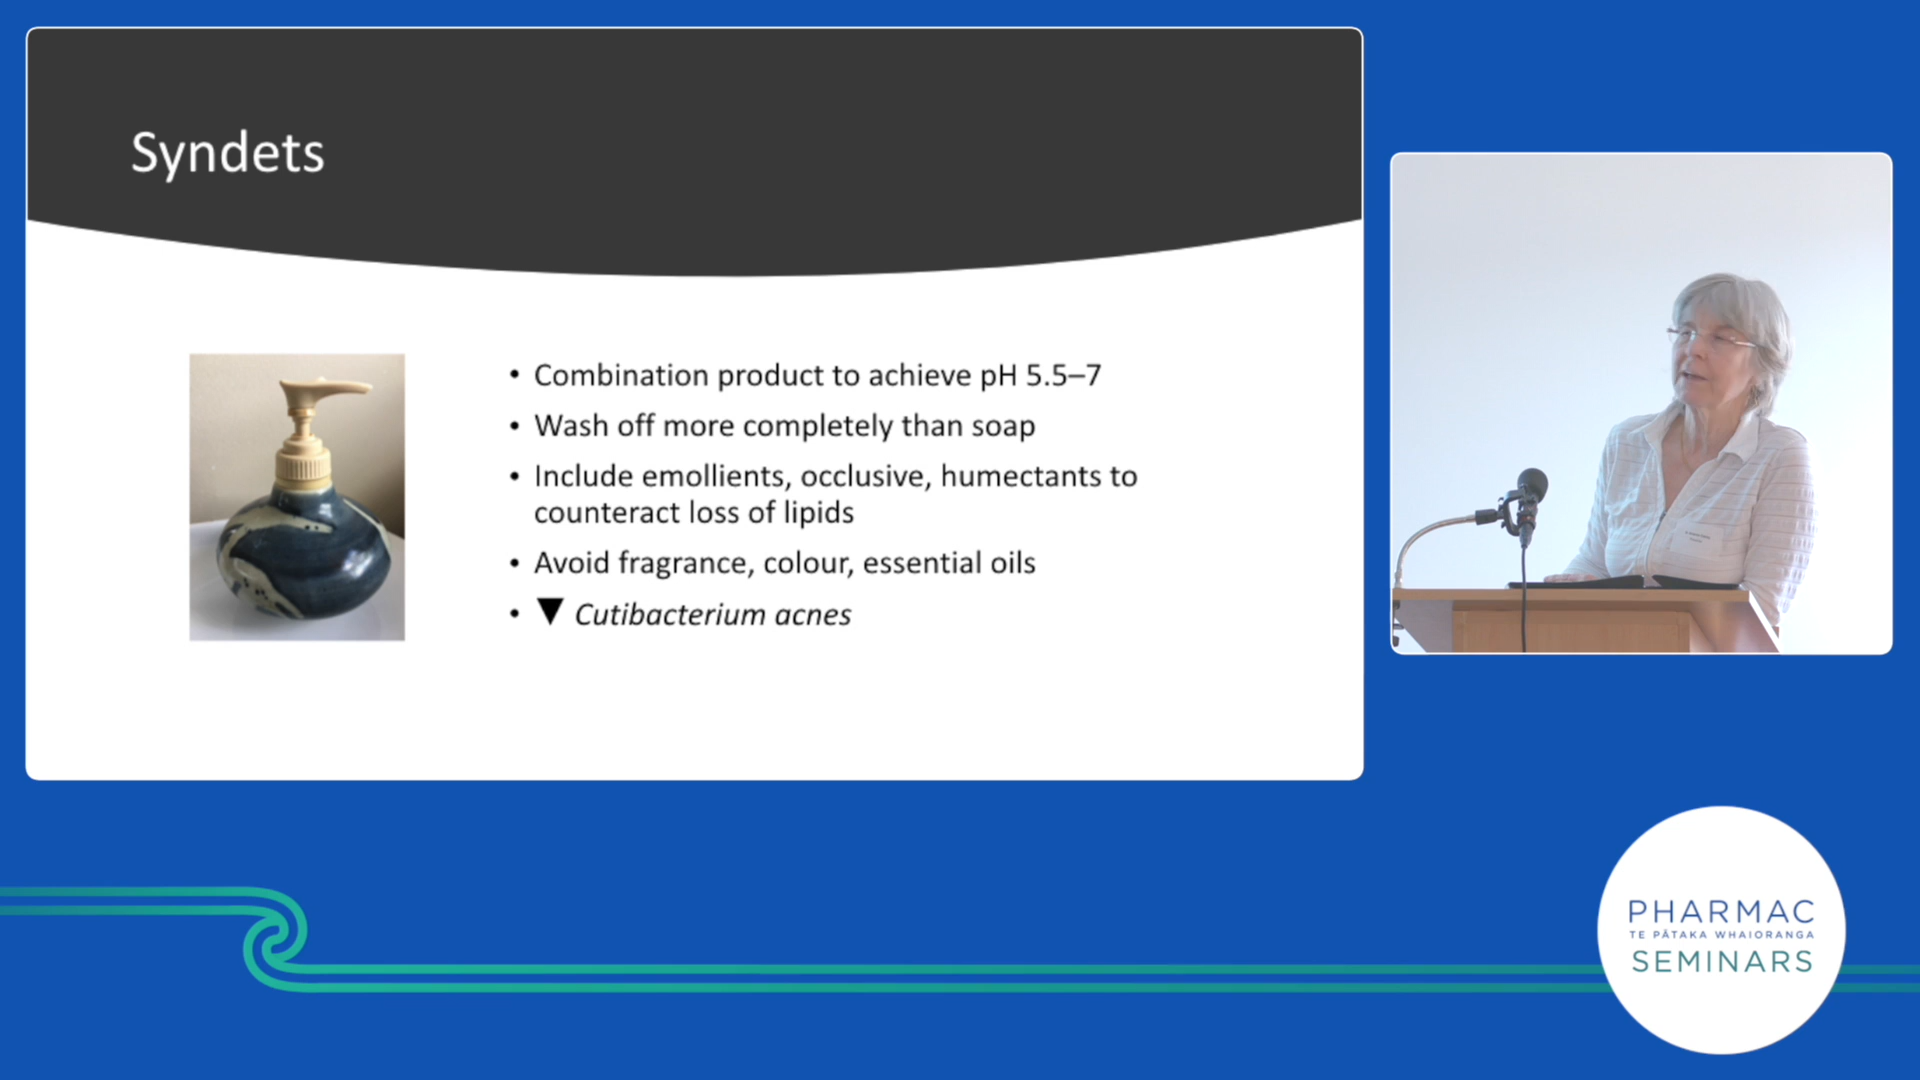 Syndets
• Combination product to achieve pH 5.5–7
• Wash off more completely than soap
• Include emollients, occlusive, humectants to
counteract loss of lipids
• Avoid fragrance, colour, essential oils
• ▼ Cutibacterium acnes
PHARMAC
TE PĀTAKA WHAIORANGA
SEMINARS